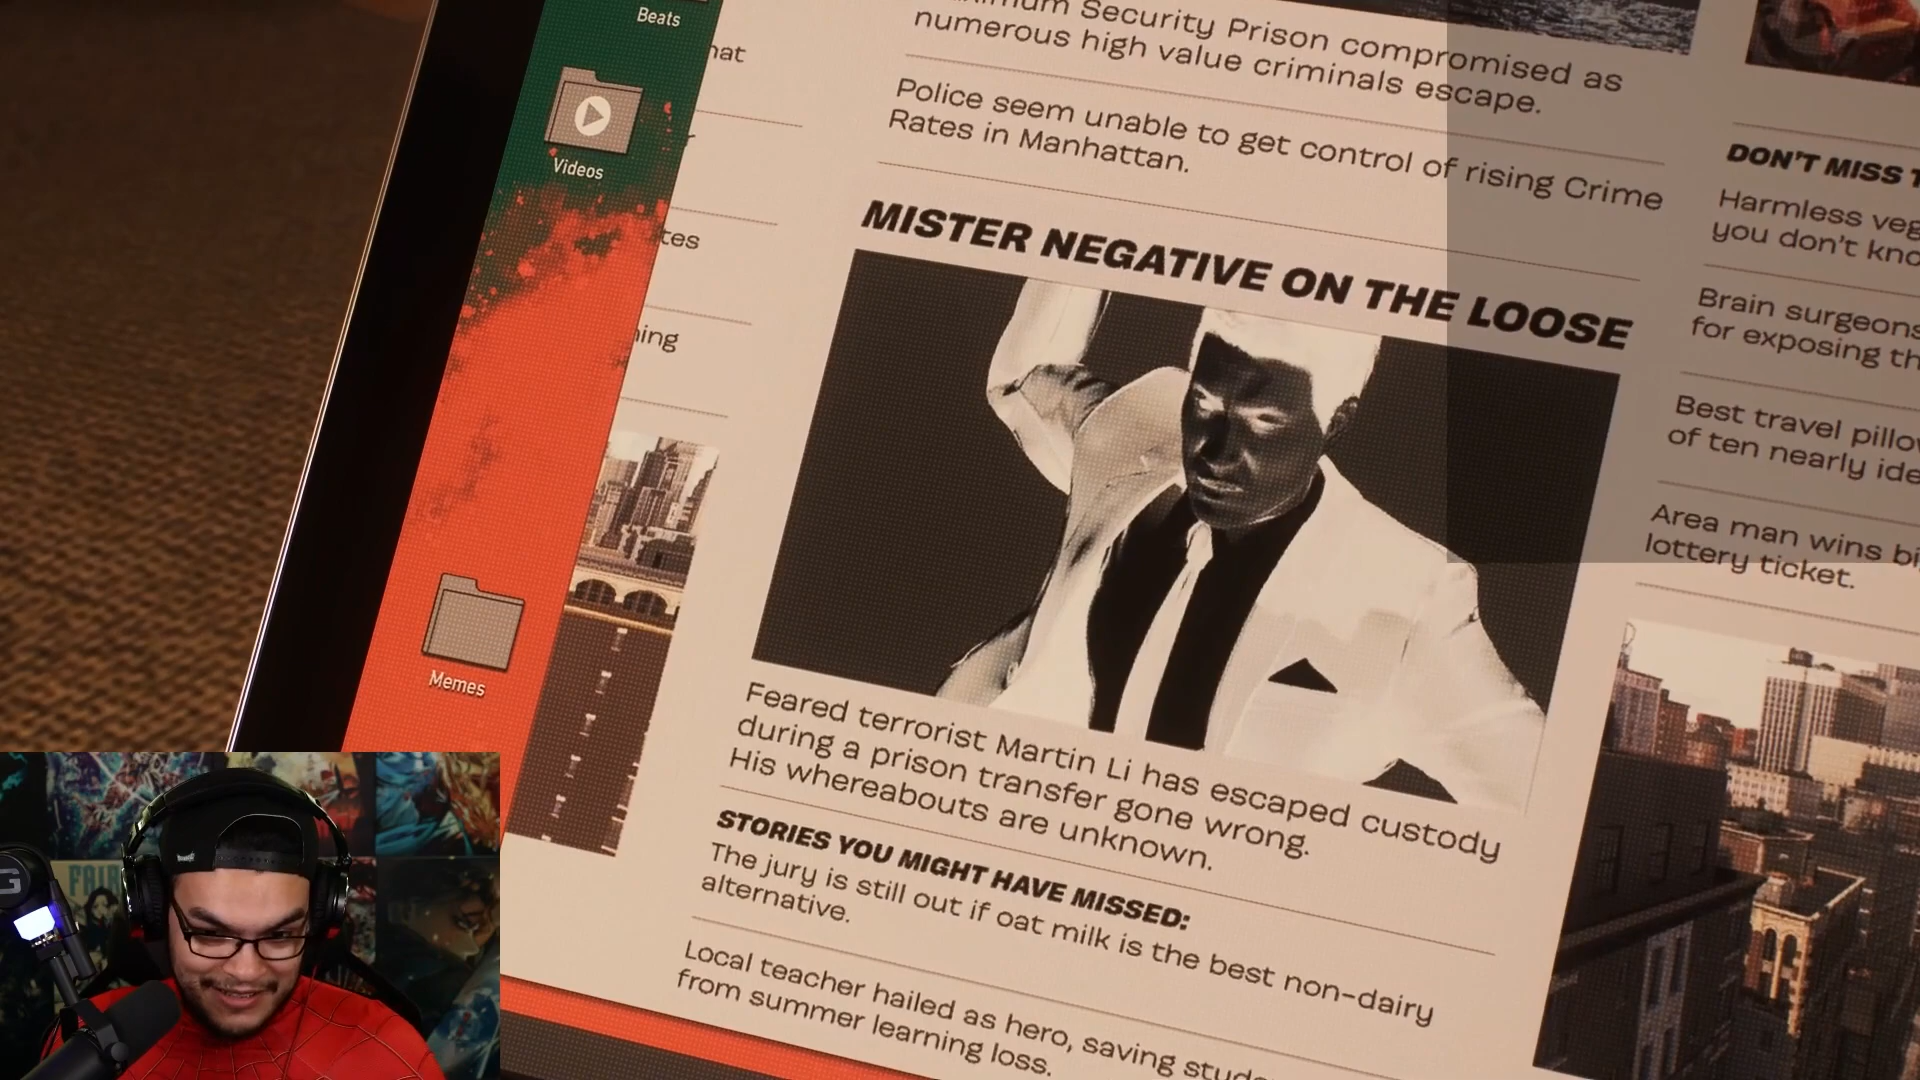 Beats
Videos
Memes
hat
tes
ning
Security Prison compromised as
numerous high value criminals escape.
Police seem unable to get control of rising Crime
Rates in Manhattan.
MISTER NEGATIVE ON THE LOOSE
Feared terrorist Martin Li has escaped custody
during a prison transfer gone wrong.
His whereabouts are unknown.
STORIES YOU MIGHT HAVE MISSED:
The jury is still out if oat milk is the best non-dairy
alternative.
Local teacher hailed as hero, saving stude
from summer learning loss.
DON'T MISS T
Harmless veg
you don't kno
Brain surgeons
for exposing th
Best travel pillow
of ten nearly ide
Area man wins bi
lottery ticket.
FAIR
G